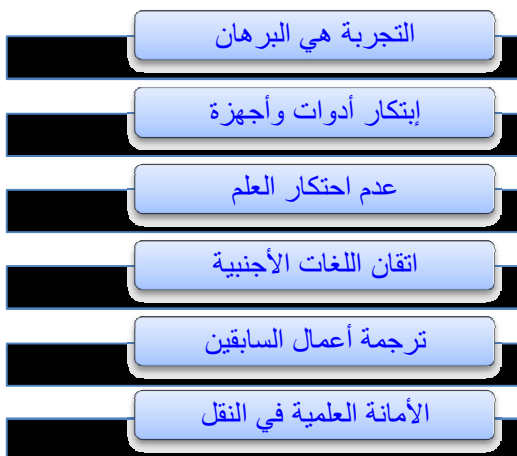 التجربة هي البرهان
إبتكار أدوات وأجهزة
عدم احتكار العلم
اتقان اللغات الأجنبية
ترجمة أعمال السابقين
الأمانة العلمية في النقل